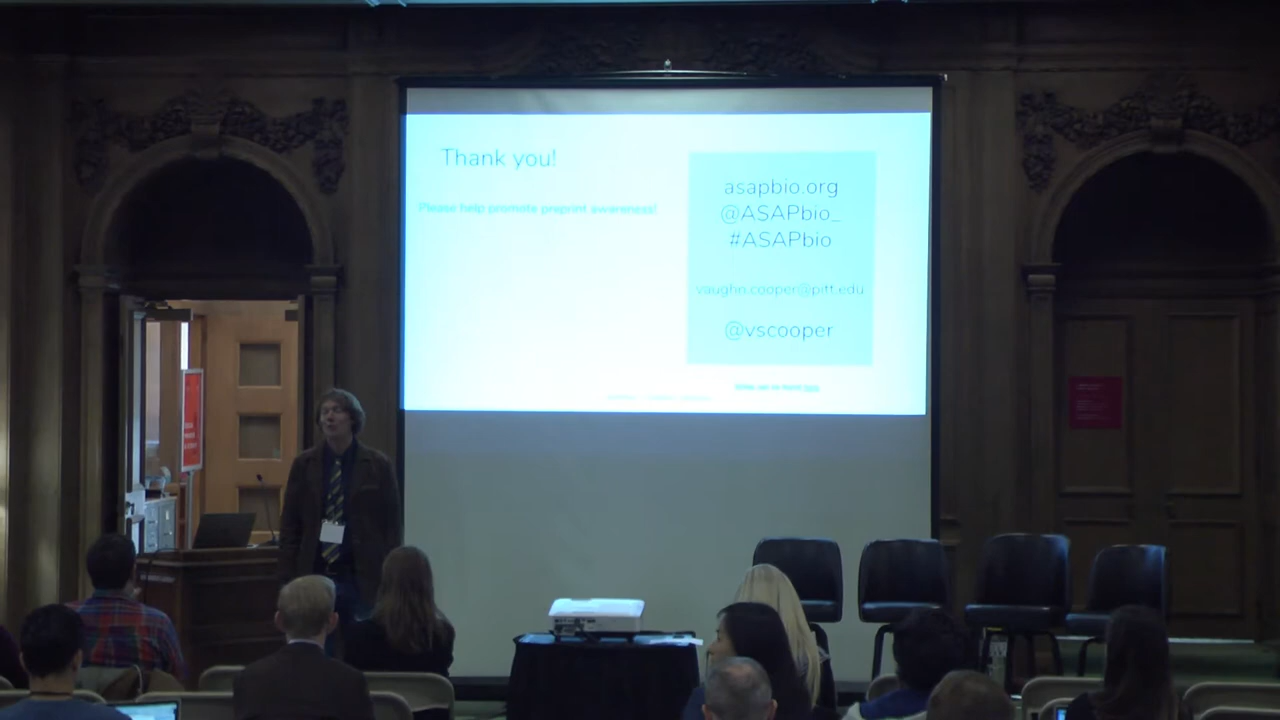 Thank you!
Please help promote preprint awareness!
asapbio.org
@ASAPbio_
#ASAPbio
vaughn.cooper@pitt.edu
@vscooper